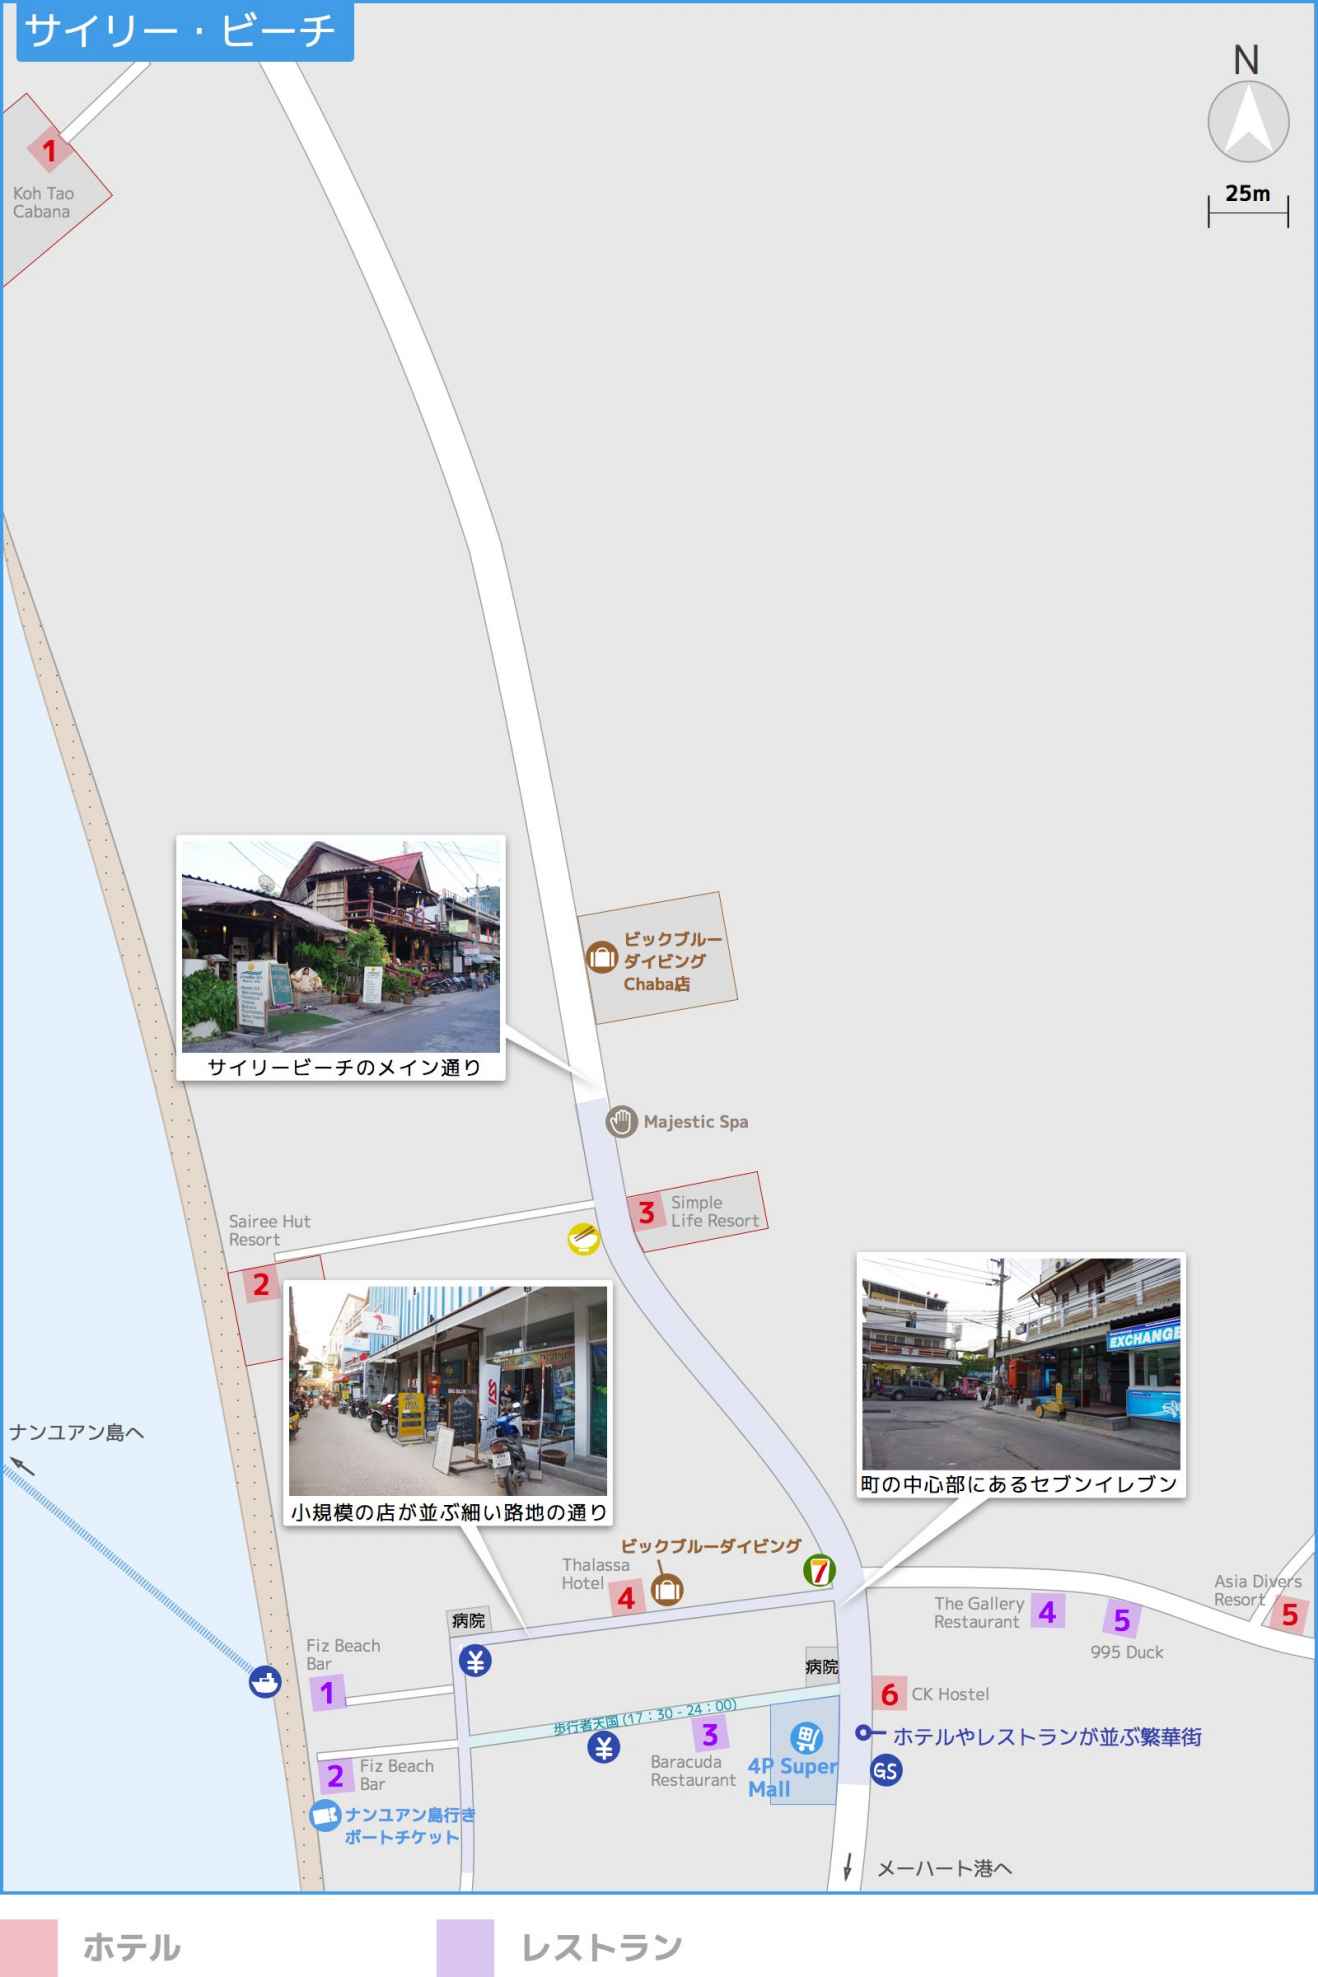 サイリー・ビーチ
N
25m
1
Koh Tao
Cabana
ビックブルー
ダイビング
Chaba店
サイリービーチのメイン通り
Majestic Spa
3
Simple
Life Resort
Sairee Hut
Resort
2
EXCHANGE
町の中心部にあるセブンイレブン
ナンユアン島へ
小規模の店が並ぶ細い路地の通り
ビックブルーダイビング
7
Thalassa
Hotel
4
The Gallery
Restaurant
4
5
995 Duck
Asia Divers
Resort
5
病院
¥
Fiz Beach
Bar
1
病院
6
CK Hostel
歩行者天国 (17：30 - 24：00)
¥
3
Baracuda
Restaurant
4P Super
Mall
ホテルやレストランが並ぶ繁華街
GS
2
Fiz Beach
Bar
ナンユアン島行き
ボートチケット
メーハート港へ
ホテル
レストラン